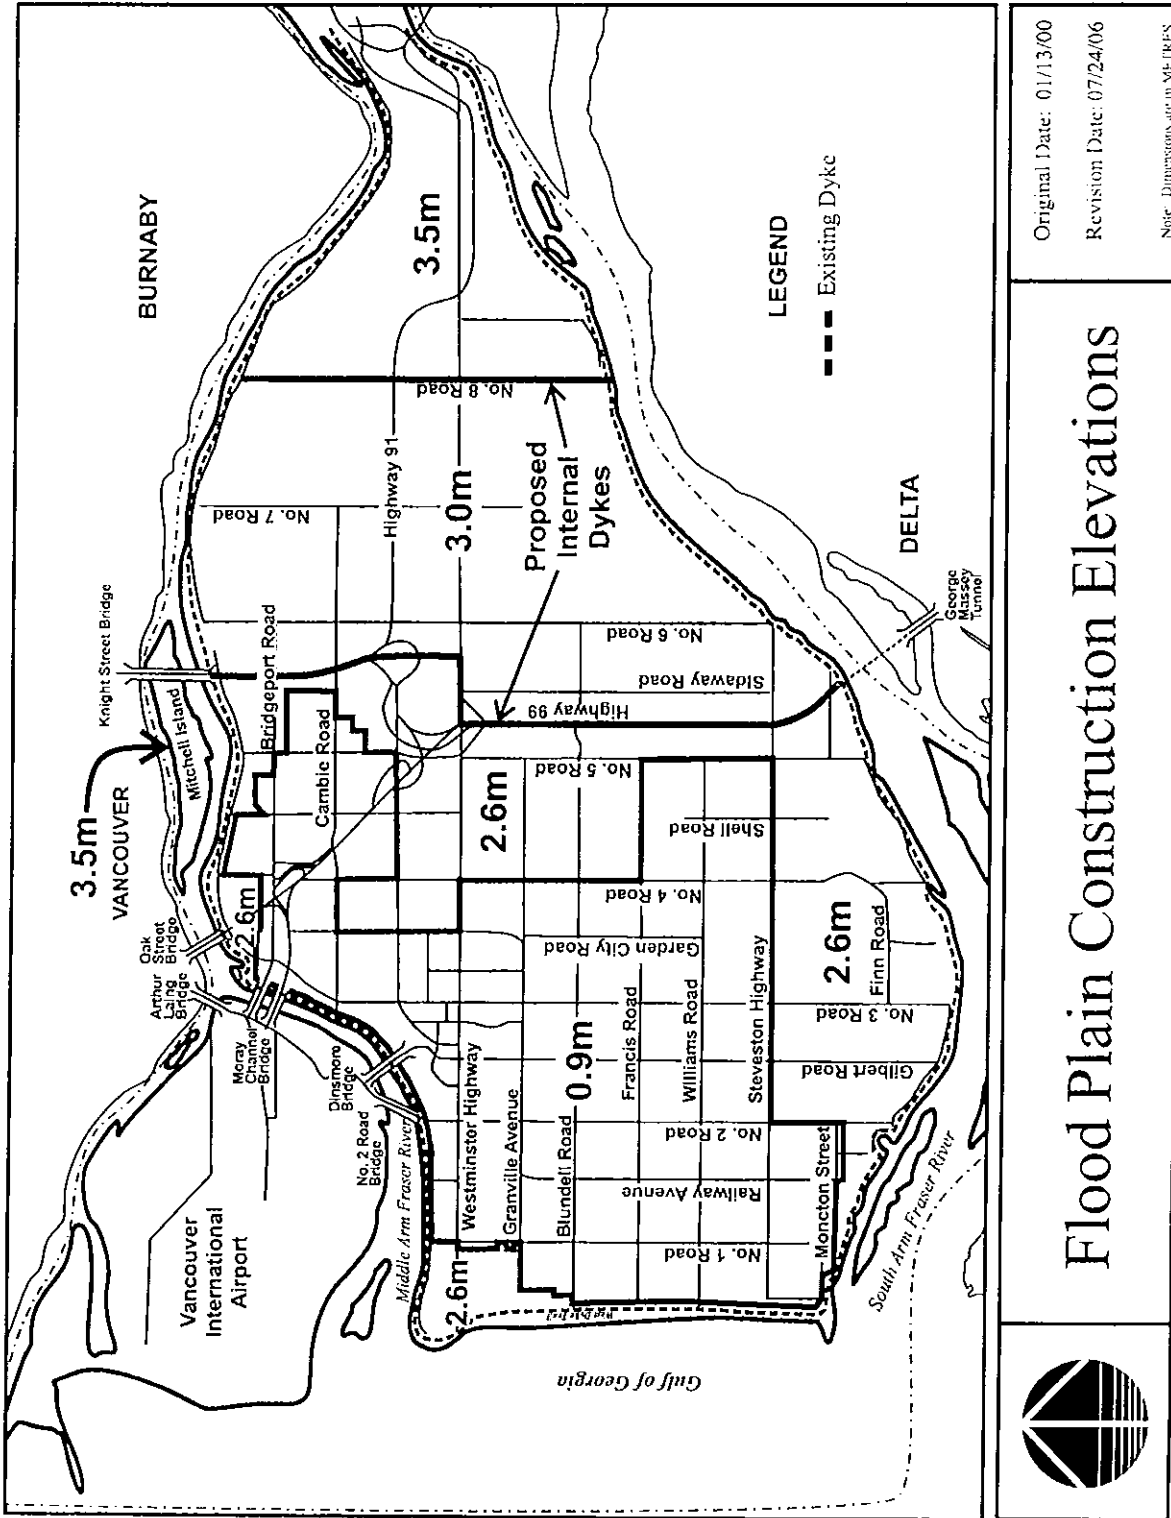 BURNABY
3.5m
VANCOUVER
Knight Street Bridge
Mitchell Island
Oak
Street
Bridge
Arthur
Laing
Bridge
Moray
Channel
Bridge
Dinsmore
Bridge
No. 2 Road
Bridge
Middle Arm Fraser River
Vancouver
International
Airport
Bridgeport Road
Cambie Road
2.6m
Highway 91
3.5m
3.0m
No. 8 Road
No. 7 Road
Proposed
Internal
Dykes
No. 6 Road
Sidaway Road
Highway 99
No. 5 Road
2.6m
Shell Road
No. 4 Road
Garden City Road
Westminster Highway
Granville Avenue
Blundell Road
0.9m
Francis Road
Williams Road
Steveston Highway
2.6m
Finn Road
No. 3 Road
Gilbert Road
No. 2 Road
Railway Avenue
No. 1 Road
Moncton Street
2.6m
Gulf of Georgia
South Arm Fraser River
DELTA
George
Massey
Tunnel
LEGEND
Existing Dyke
Flood Plain Construction Elevations
Original Date: 01/13/00
Revision Date: 07/24/06
Note: Dimensions are in METRES